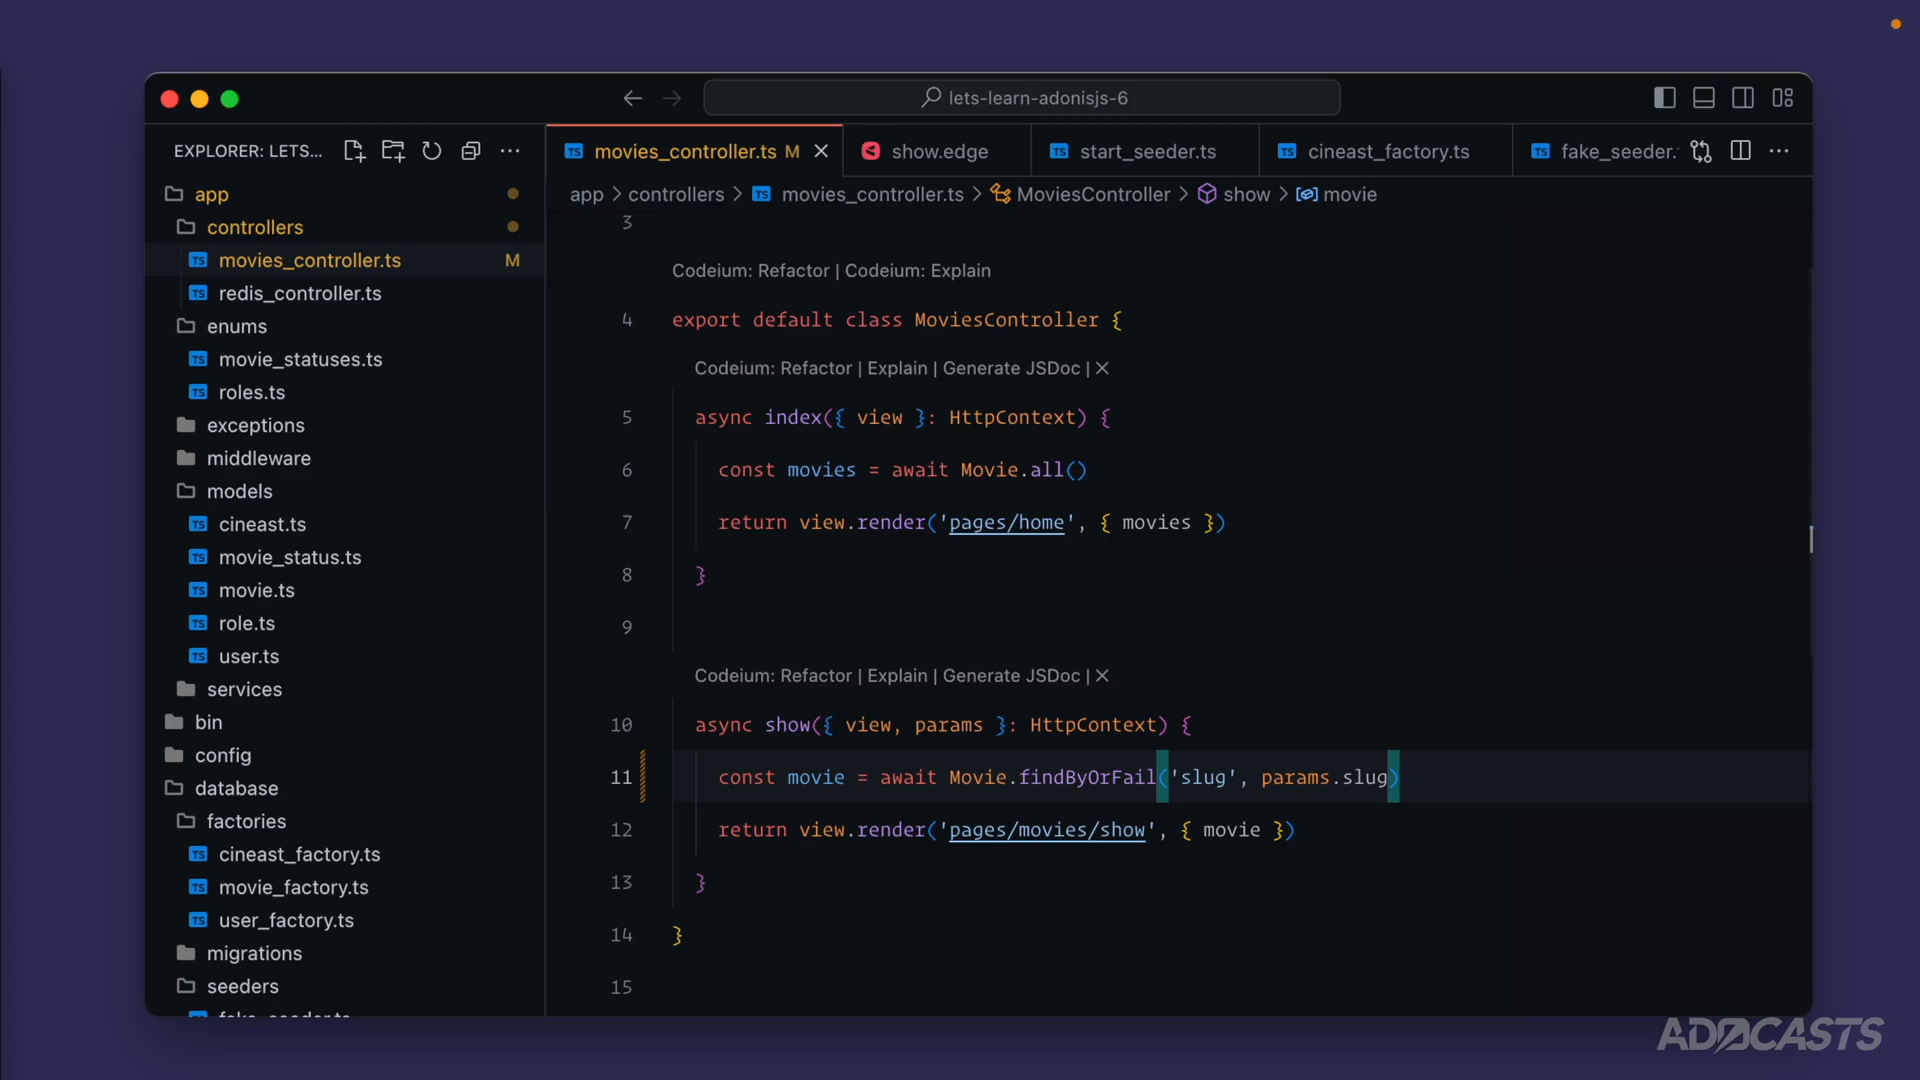 lets-learn-adonisjs-6
EXPLORER: LETS...
movies_controller.ts M
show.edge
start_seeder.ts
cineast_factory.ts
fake_seeder.
app > controllers > TS movies_controller.ts > MoviesController > show > movie
app
controllers
movies_controller.ts M
redis_controller.ts
enums
movie_statuses.ts
roles.ts
exceptions
middleware
models
cineast.ts
movie_status.ts
movie.ts
role.ts
user.ts
services
bin
config
database
factories
cineast_factory.ts
movie_factory.ts
user_factory.ts
migrations
seeders
3
Codeium: Refactor | Codeium: Explain
4 export default class MoviesController {
Codeium: Refactor | Explain | Generate JSDoc | X
5 async index({ view }: HttpContext) {
6 const movies = await Movie.all()
7 return view.render('pages/home', { movies })
8 }
9
Codeium: Refactor | Explain | Generate JSDoc | X
10 async show({ view, params }: HttpContext) {
11 const movie = await Movie.findByOrFail('slug', params.slug)
12 return view.render('pages/movies/show', { movie })
13 }
14 }
15
ADOCASTS